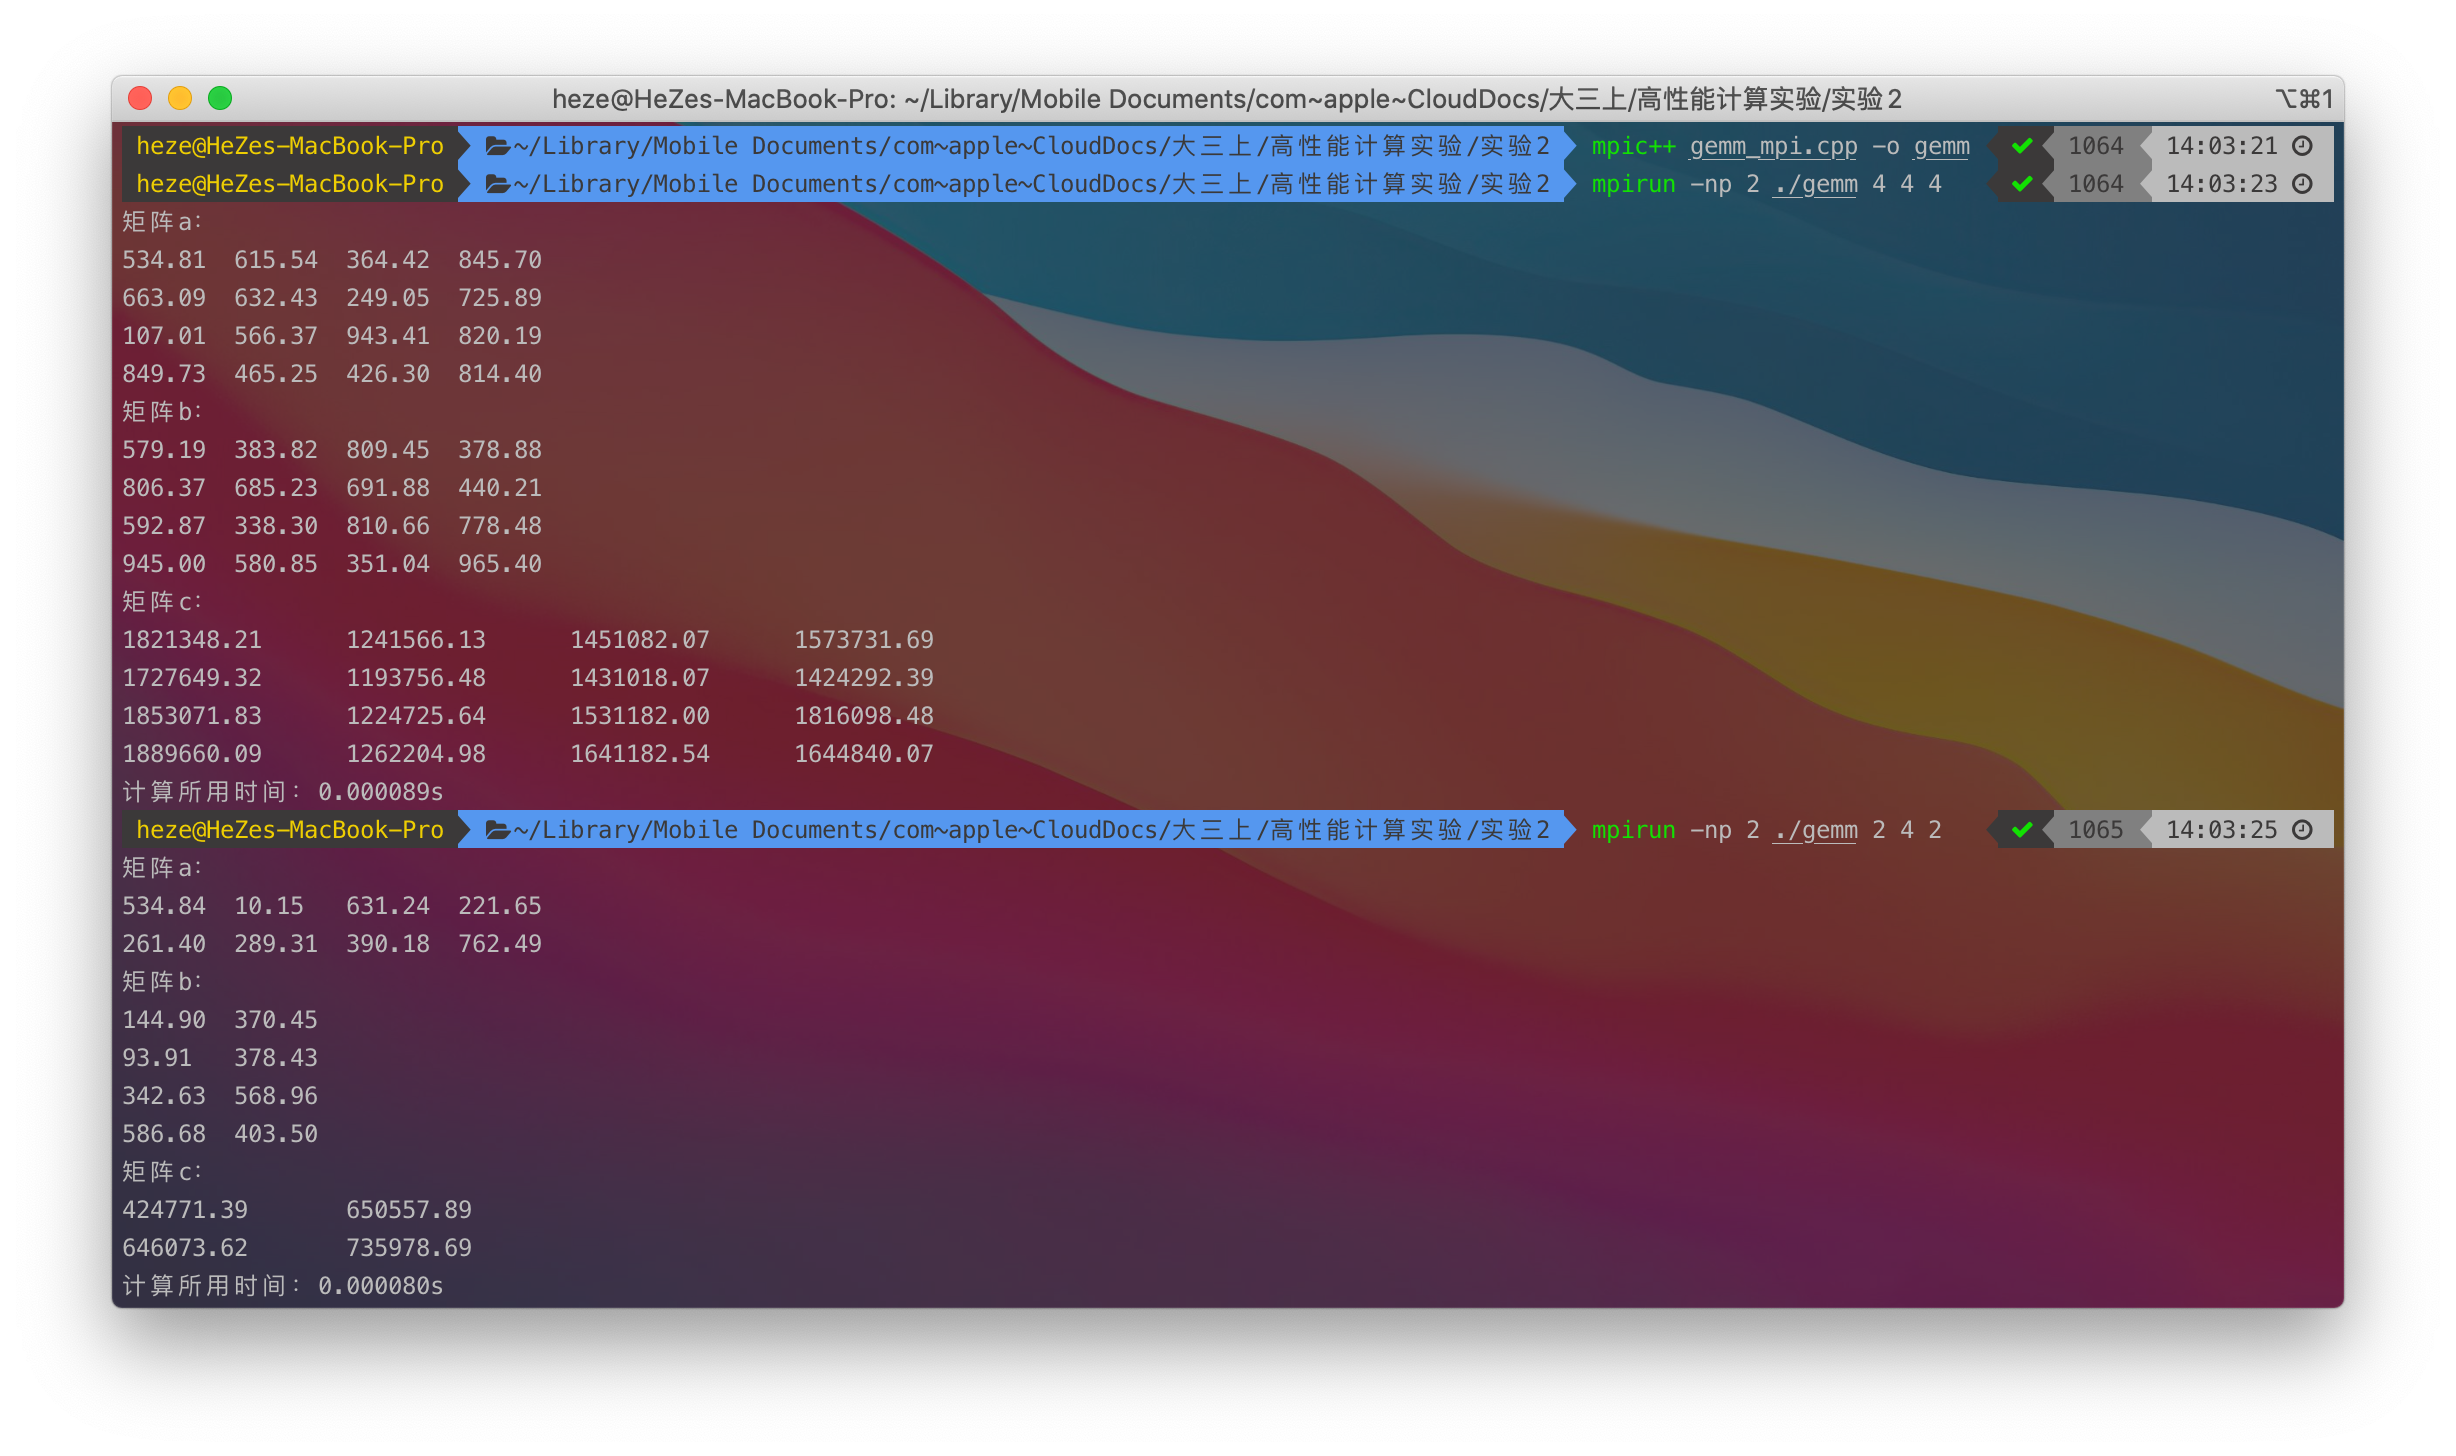 heze@HeZes-MacBook-Pro: ~/Library/Mobile Documents/com~apple~CloudDocs/大三上/高性能计算实验/实验2 ⌥⌘1
heze@HeZes-MacBook-Pro ~/Library/Mobile Documents/com~apple~CloudDocs/大三上/高性能计算实验/实验2 mpic++ gemm_mpi.cpp -o gemm ✔ 1064 14:03:21
heze@HeZes-MacBook-Pro ~/Library/Mobile Documents/com~apple~CloudDocs/大三上/高性能计算实验/实验2 mpirun -np 2 ./gemm 4 4 4 ✔ 1064 14:03:23
矩阵a:
534.81 615.54 364.42 845.70
663.09 632.43 249.05 725.89
107.01 566.37 943.41 820.19
849.73 465.25 426.30 814.40
矩阵b:
579.19 383.82 809.45 378.88
806.37 685.23 691.88 440.21
592.87 338.30 810.66 778.48
945.00 580.85 351.04 965.40
矩阵c:
1821348.21 1241566.13 1451082.07 1573731.69
1727649.32 1193756.48 1431018.07 1424292.39
1853071.83 1224725.64 1531182.00 1816098.48
1889660.09 1262204.98 1641182.54 1644840.07
计算所用时间: 0.000089s
heze@HeZes-MacBook-Pro ~/Library/Mobile Documents/com~apple~CloudDocs/大三上/高性能计算实验/实验2 mpirun -np 2 ./gemm 2 4 2 ✔ 1065 14:03:25
矩阵a:
534.84 10.15 631.24 221.65
261.40 289.31 390.18 762.49
矩阵b:
144.90 370.45
93.91 378.43
342.63 568.96
586.68 403.50
矩阵c:
424771.39 650557.89
646073.62 735978.69
计算所用时间: 0.000080s